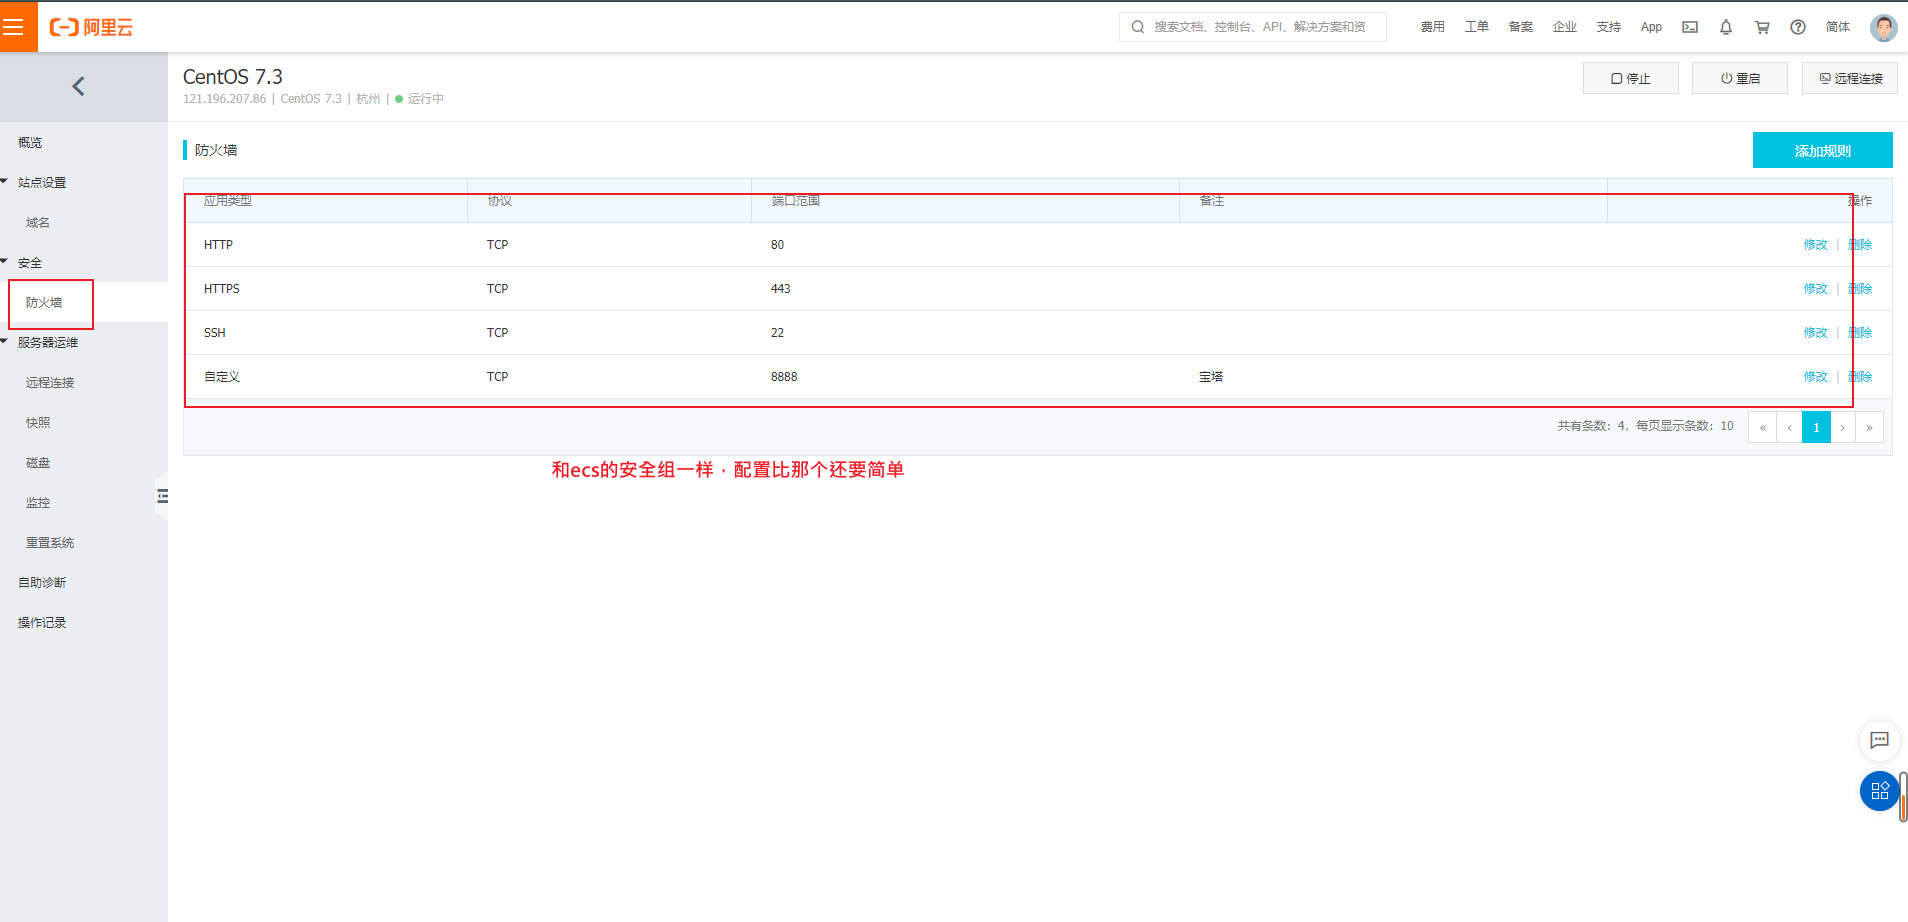 阿里云
搜索文档、控制台、API、解决方案和资
费用 工单 备案 企业 支持 App 简体
CentOS 7.3
121.196.207.86 | CentOS 7.3 | 杭州 | 运行中
停止 重启 远程连接
概览
站点设置
域名
安全
防火墙
服务器运维
远程连接
快照
磁盘
监控
重置系统
自助诊断
操作记录
防火墙
添加规则
应用类型 协议 端口范围 备注 操作
HTTP TCP 80 修改 | 删除
HTTPS TCP 443 修改 | 删除
SSH TCP 22 修改 | 删除
自定义 TCP 8888 宝塔 修改 | 删除
共有条数: 4, 每页显示条数: 10 « ‹ 1 › »
和ecs的安全组一样，配置比那个还要简单